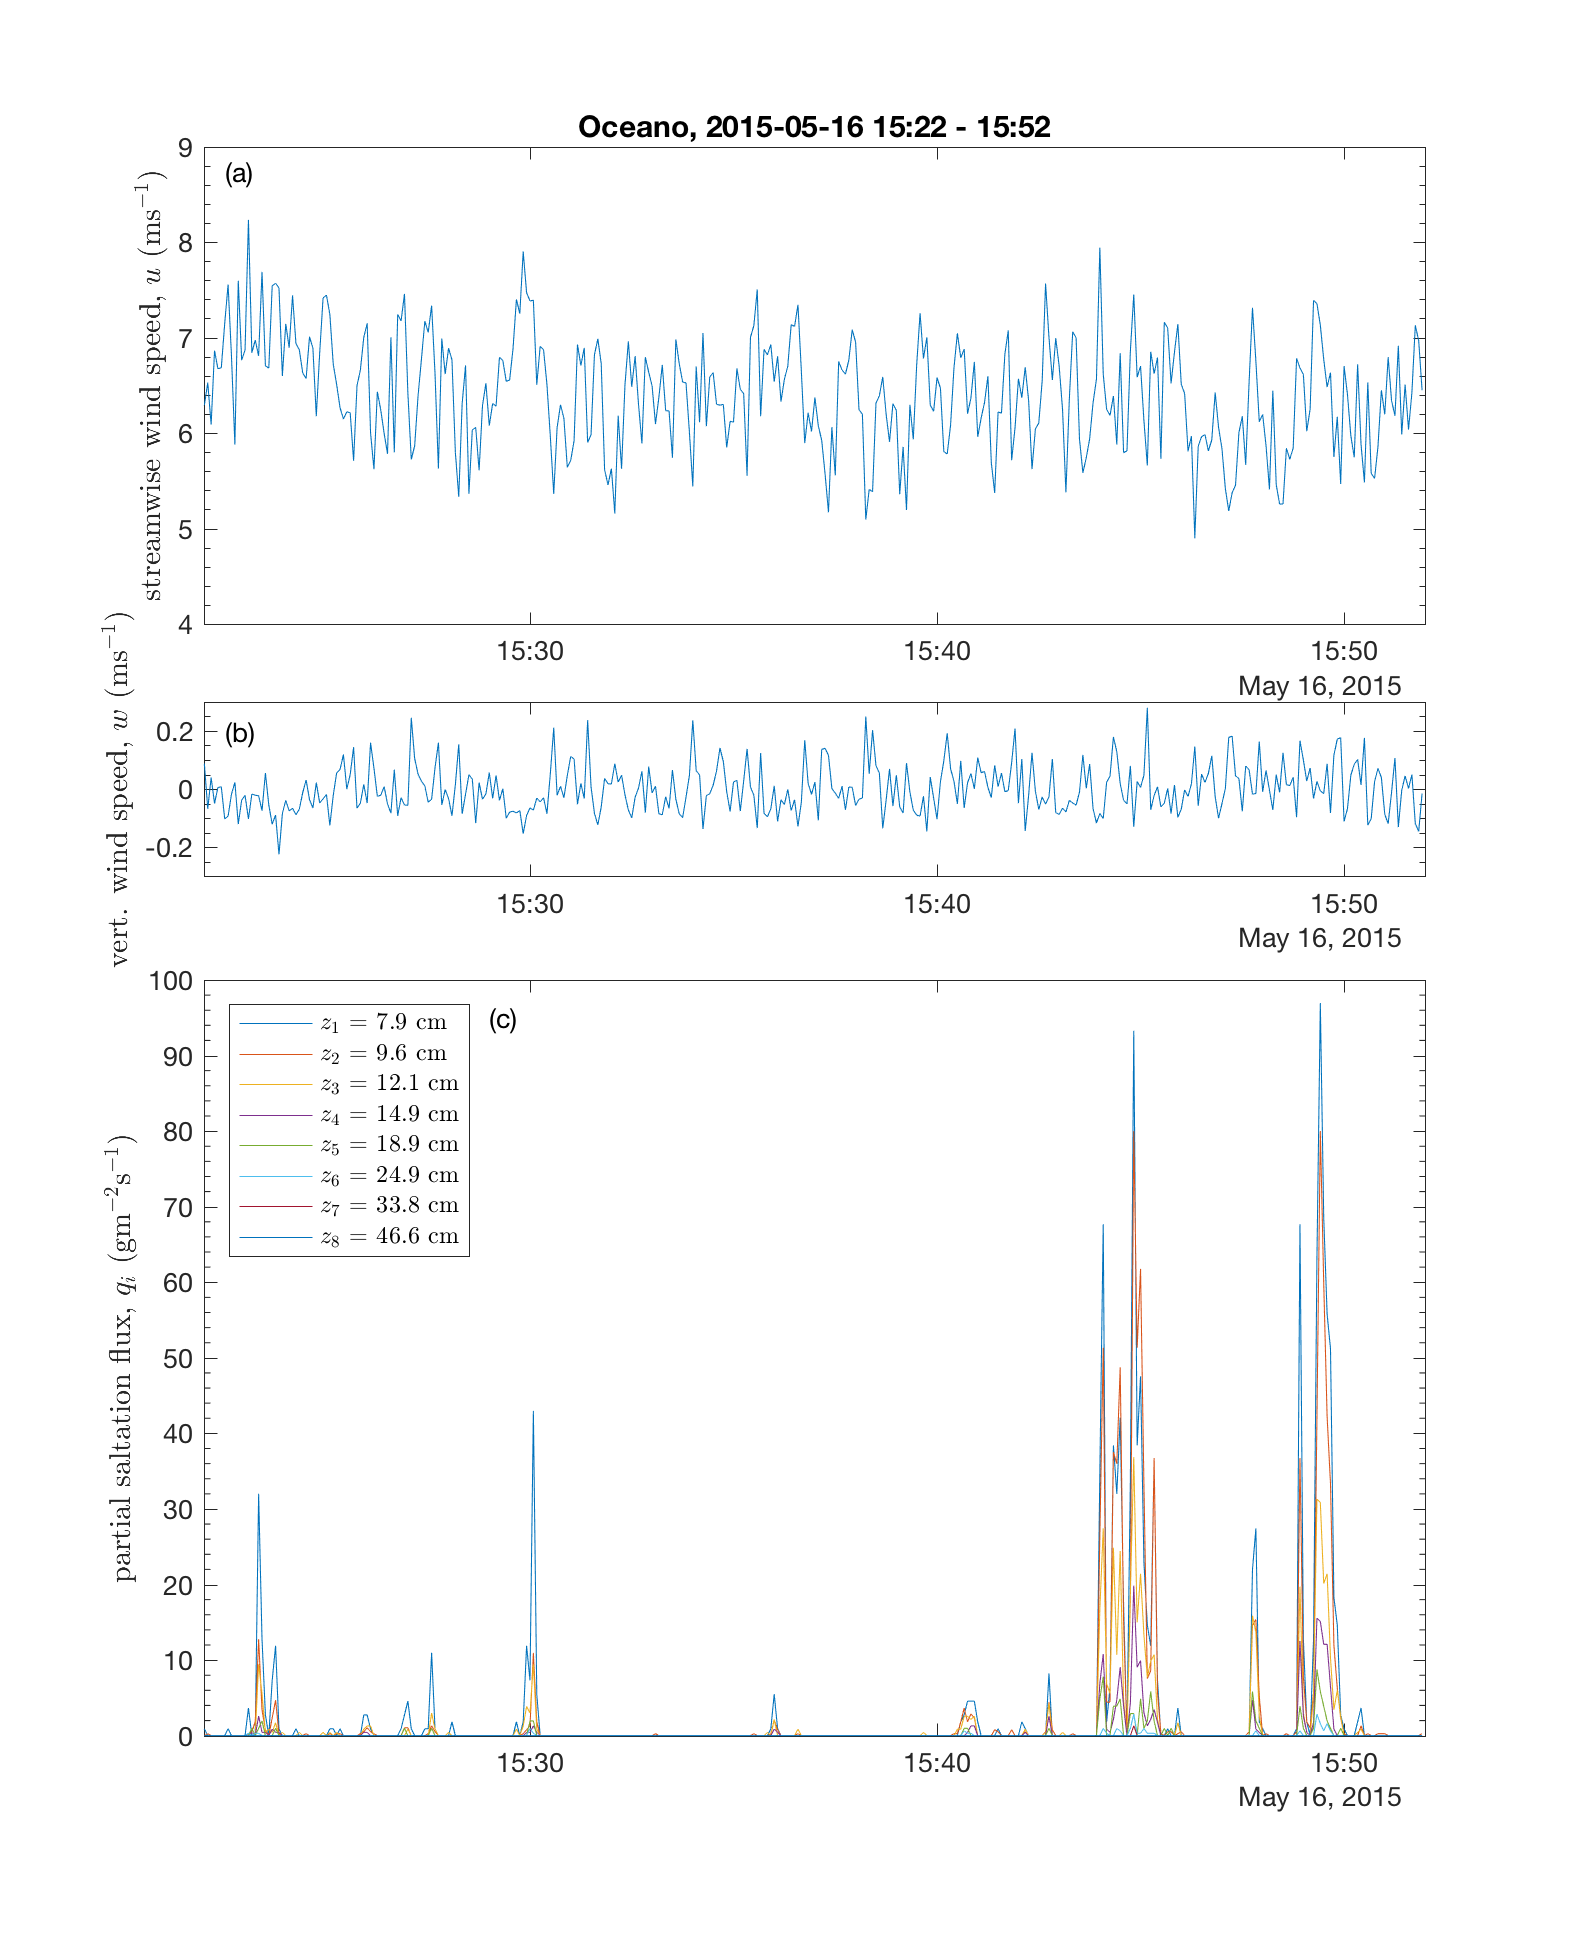 Oceano, 2015-05-16 15:22 - 15:52
(a)
streamwise wind speed, u (ms⁻¹)
9
8
7
6
5
4
15:30 15:40 15:50
May 16, 2015
(b)
vert. wind speed, w (ms⁻¹)
0.2
0
-0.2
15:30 15:40 15:50
May 16, 2015
(c)
partial saltation flux, qᵢ (gm⁻²s⁻¹)
100
90
80
70
60
50
40
30
20
10
0
z₁ = 7.9 cm
z₂ = 9.6 cm
z₃ = 12.1 cm
z₄ = 14.9 cm
z₅ = 18.9 cm
z₆ = 24.9 cm
z₇ = 33.8 cm
z₈ = 46.6 cm
15:30 15:40 15:50
May 16, 2015